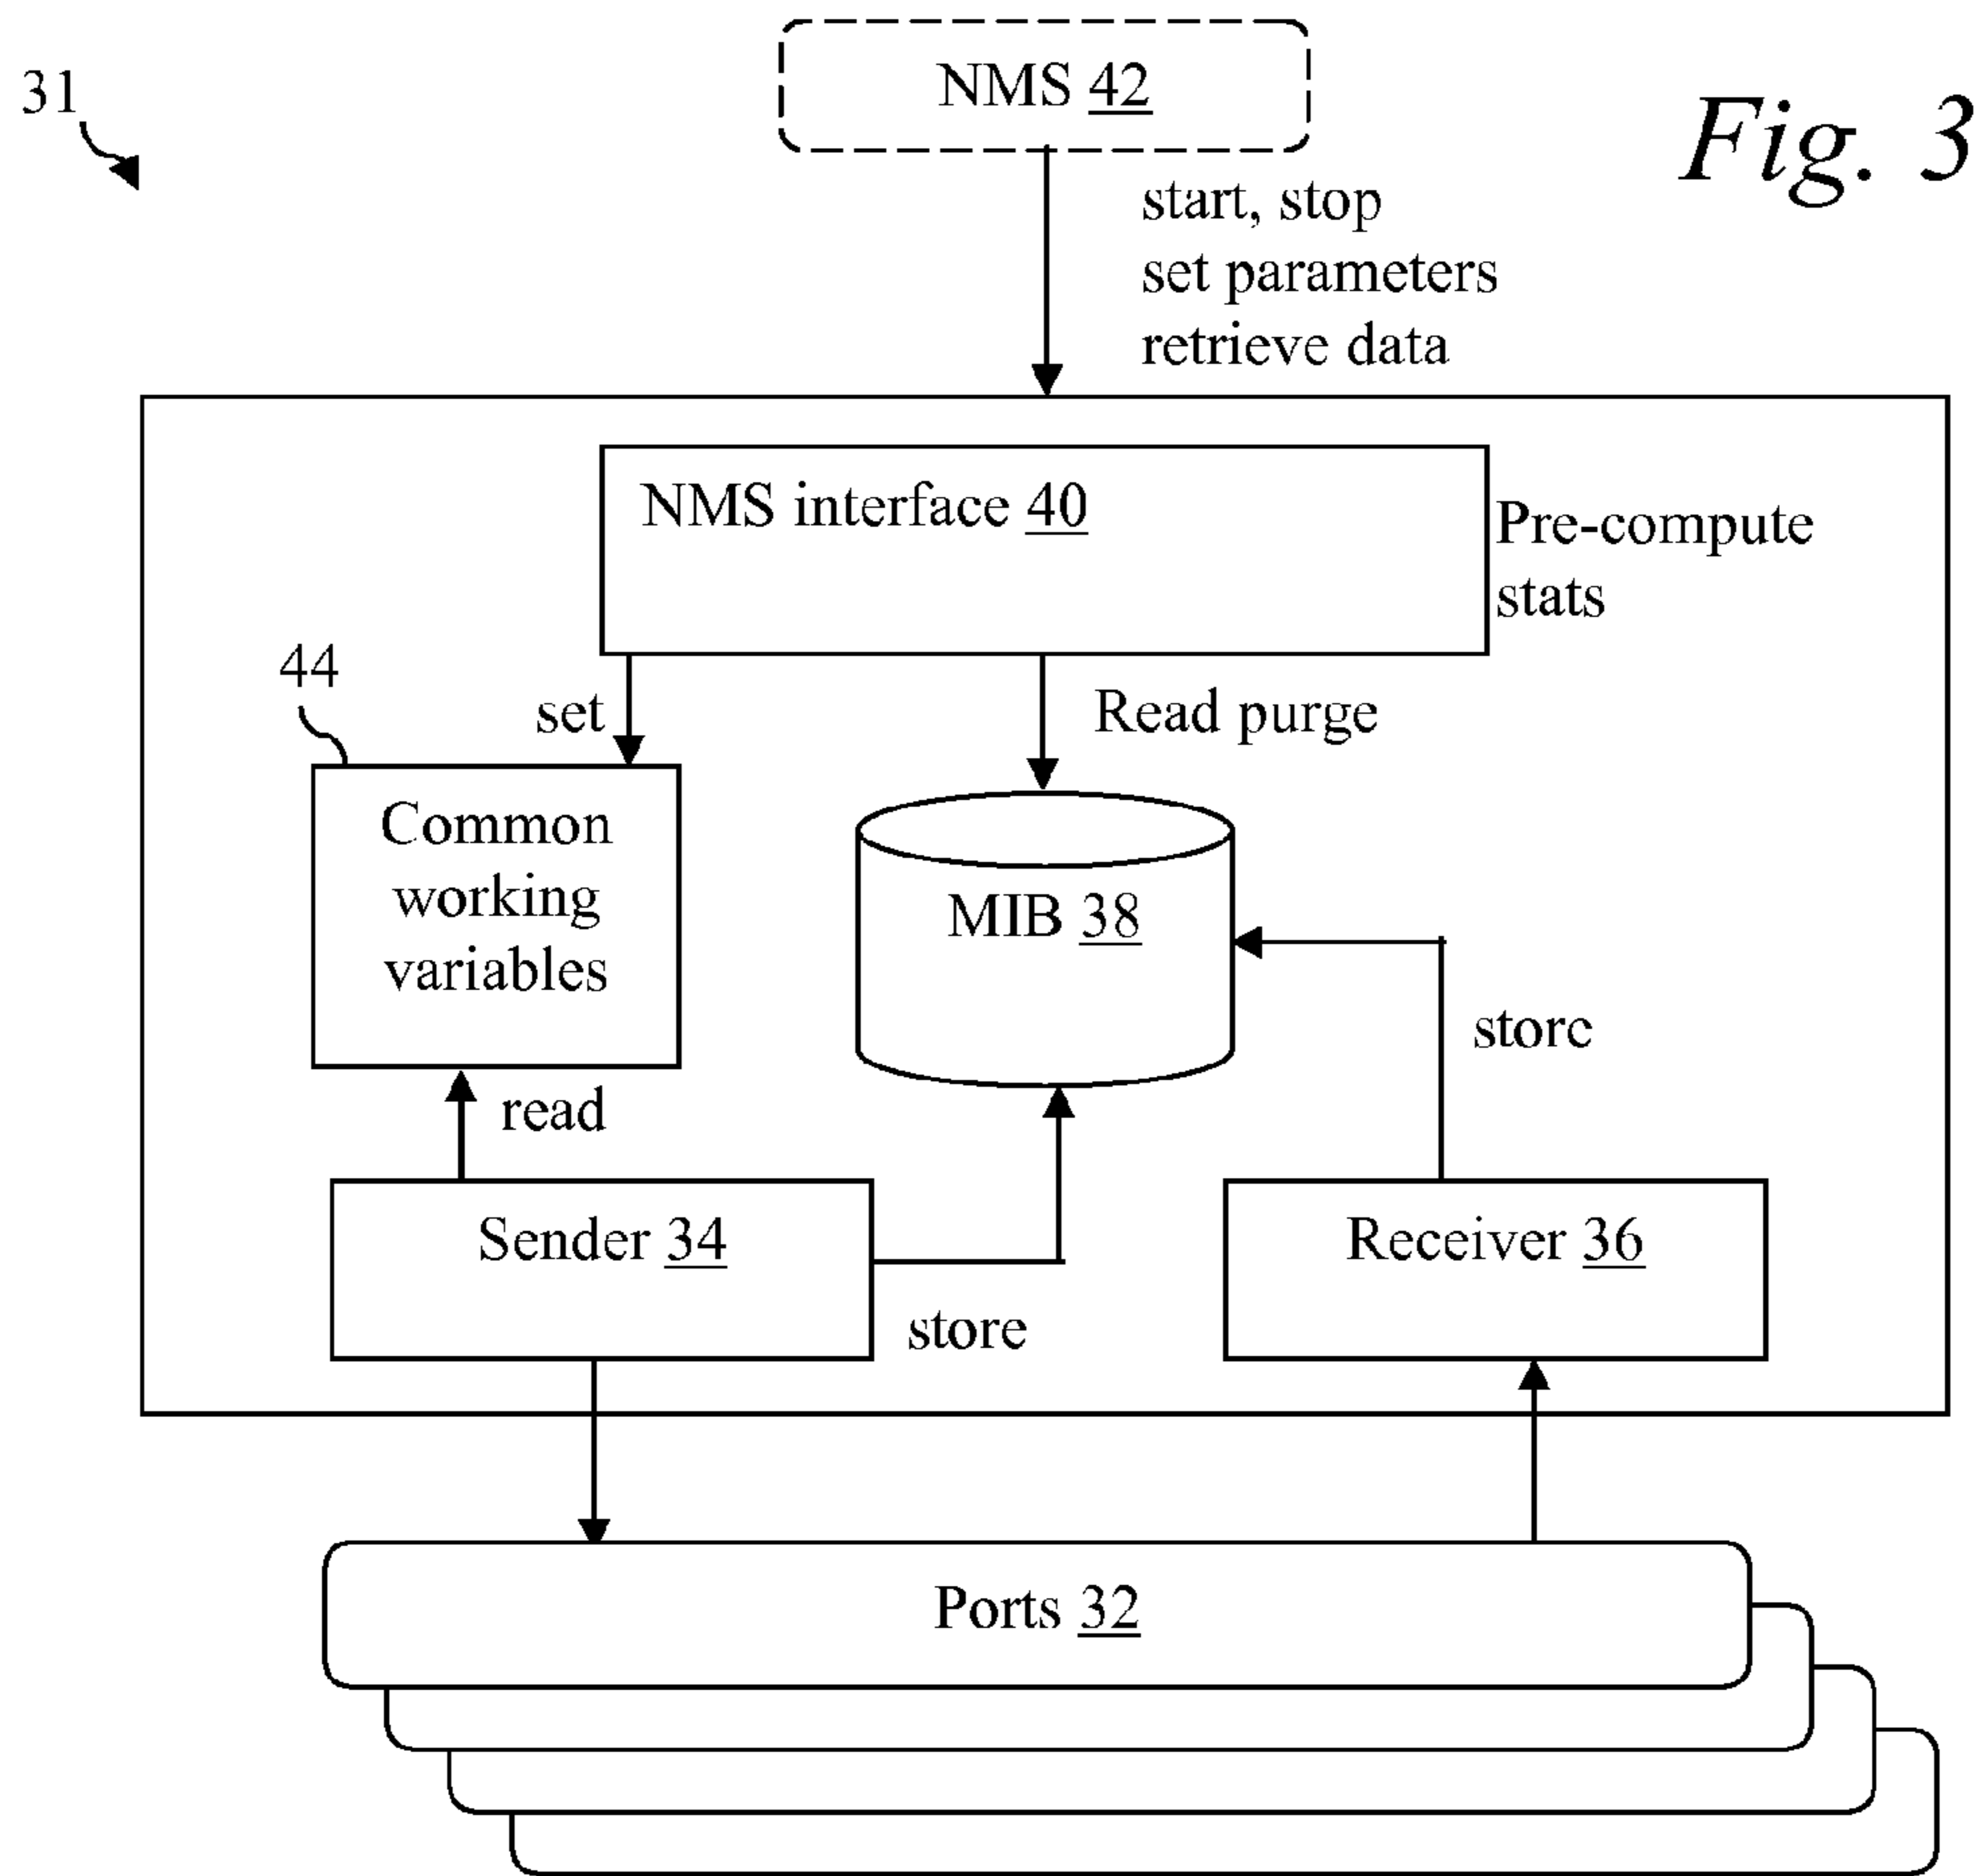 31
NMS 42
Fig. 3
start, stop
set parameters
retrieve data
NMS interface 40
Pre-compute
stats
44
set
Read purge
Common
working
variables
MIB 38
store
read
Sender 34
Receiver 36
store
Ports 32